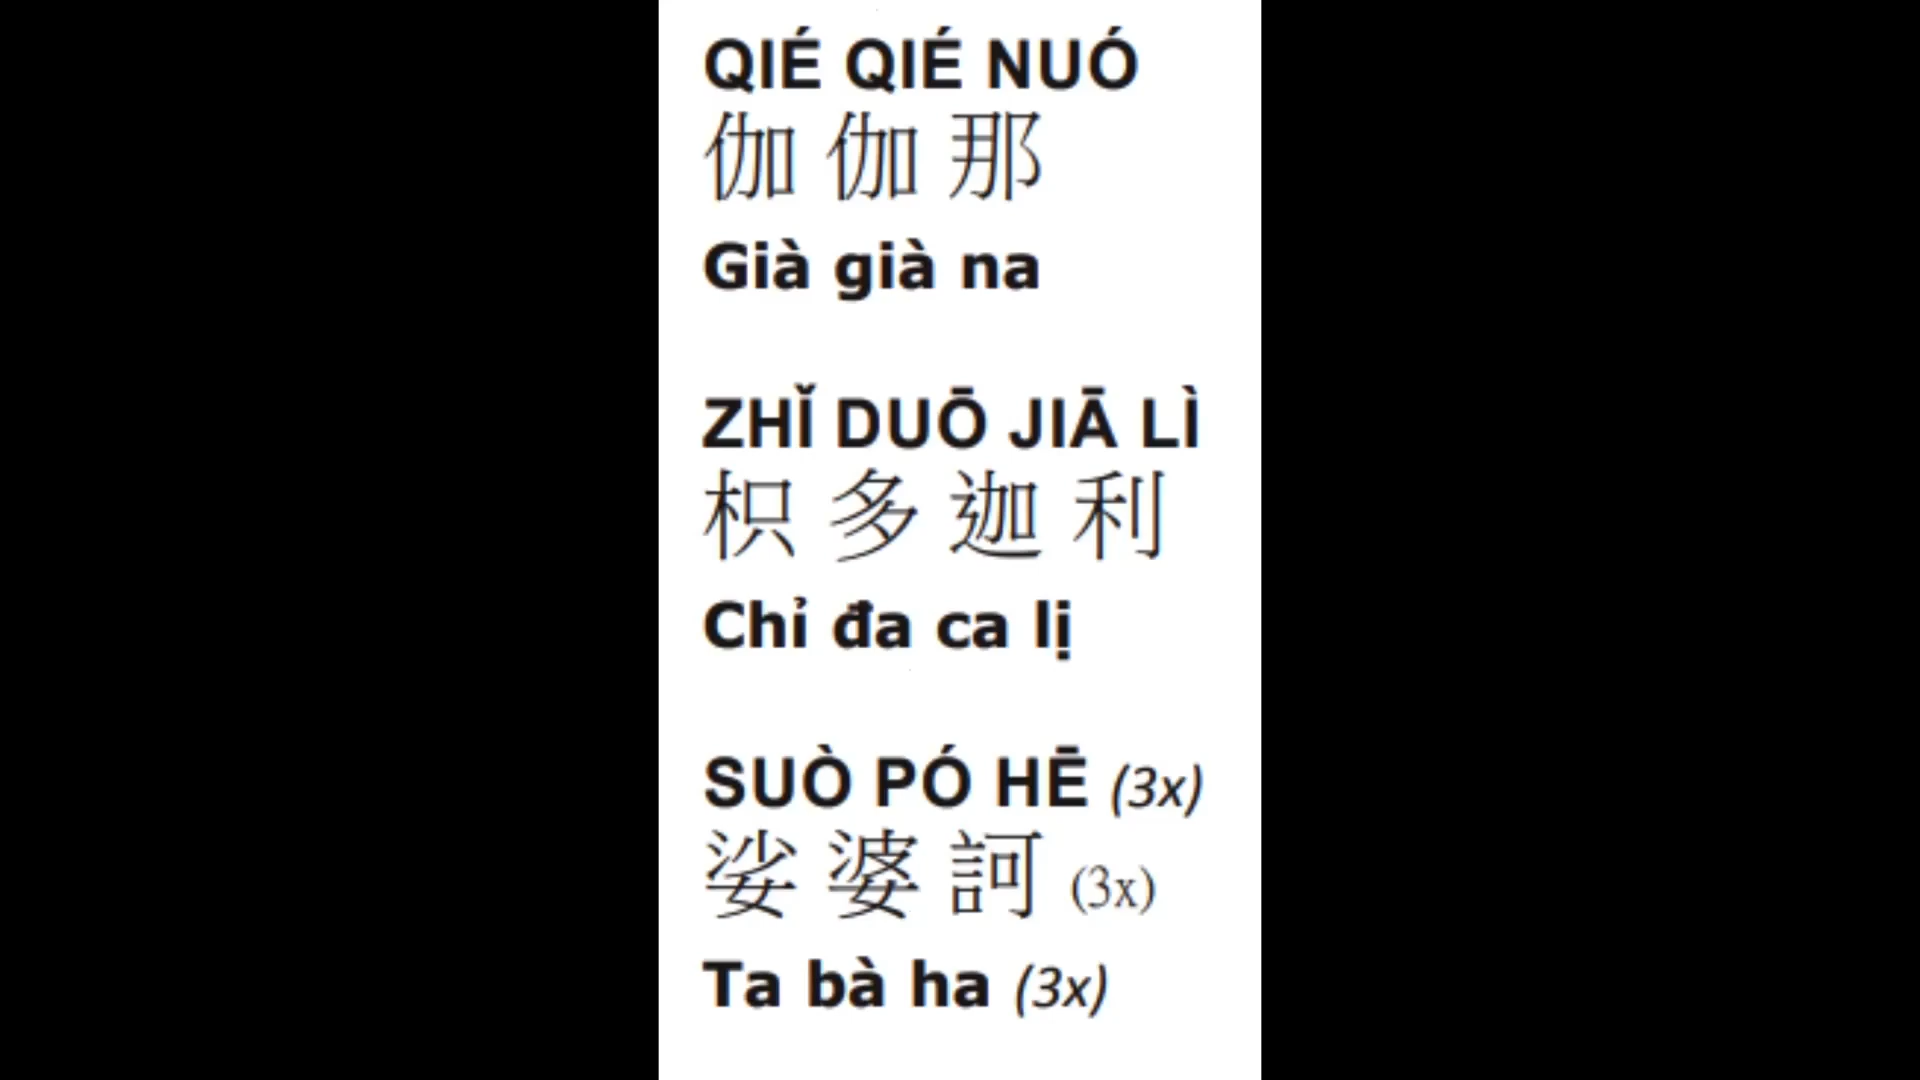 QIÉ QIÉ NUÓ
伽 伽 那
Già già na
ZHǏ DUŌ JIĀ LÌ
枳 多 迦 利
Chỉ đa ca lị
SUÒ PÓ HĒ (3x)
娑 婆 訶 (3x)
Ta bà ha (3x)